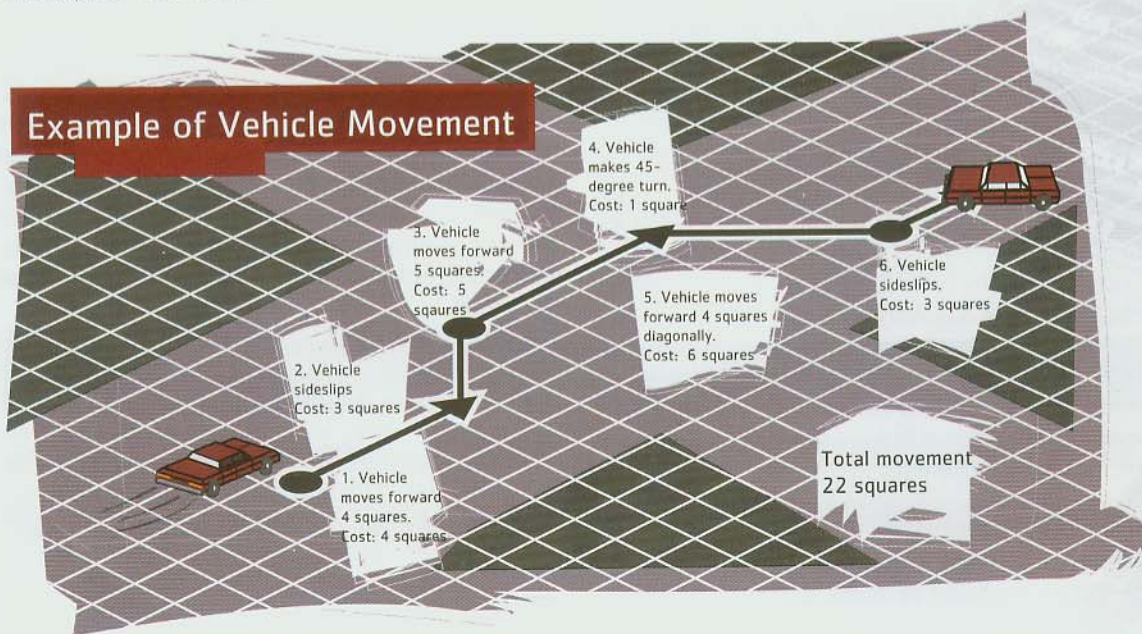 Example of Vehicle Movement
4. Vehicle
makes 45-
degree turn.
Cost: 1 square
3. Vehicle
moves forward
5 squares.
Cost: 5
sqaures
6. Vehicle
sideslips.
Cost: 3 squares
5. Vehicle moves
forward 4 squares
diagonally.
Cost: 6 squares
2. Vehicle
sideslips
Cost: 3 squares
1. Vehicle
moves forward
4 squares.
Cost: 4 squares
Total movement
22 squares